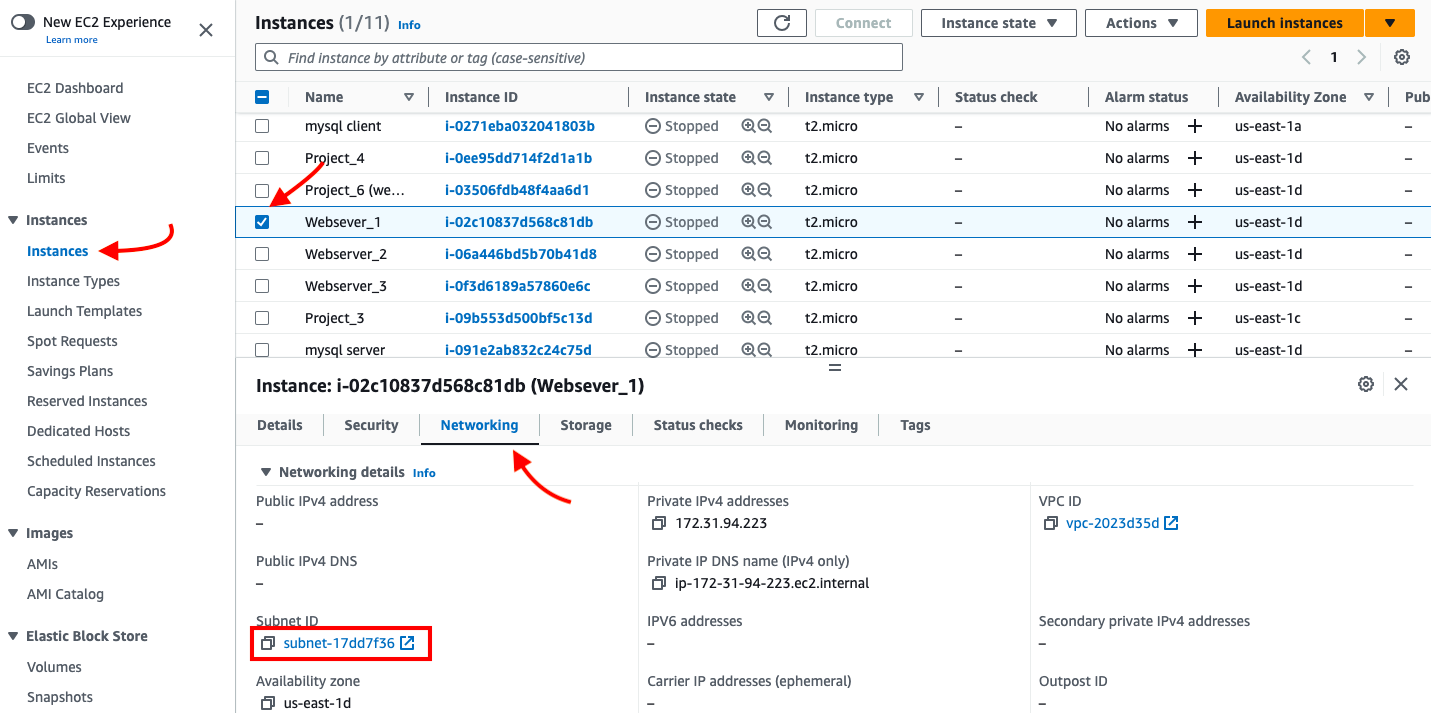 New EC2 Experience
Learn more
EC2 Dashboard
EC2 Global View
Events
Limits
Instances
Instances
Instance Types
Launch Templates
Spot Requests
Savings Plans
Reserved Instances
Dedicated Hosts
Scheduled Instances
Capacity Reservations
Images
AMIs
AMI Catalog
Elastic Block Store
Volumes
Snapshots
Instances (1/11) Info
Connect Instance state Actions Launch instances
Find instance by attribute or tag (case-sensitive) 1
Name Instance ID Instance state Instance type Status check Alarm status Availability Zone Pub
mysql client i-0271eba032041803b Stopped t2.micro – No alarms + us-east-1a –
Project_4 i-0ee95dd714f2d1a1b Stopped t2.micro – No alarms + us-east-1d –
Project_6 (we... i-03506fdb48f4aa6d1 Stopped t2.micro – No alarms + us-east-1d –
Websever_1 i-02c10837d568c81db Stopped t2.micro – No alarms + us-east-1d –
Webserver_2 i-06a446bd5b70b41d8 Stopped t2.micro – No alarms + us-east-1d –
Webserver_3 i-0f3d6189a57860e6c Stopped t2.micro – No alarms + us-east-1d –
Project_3 i-09b553d500bf5c13d Stopped t2.micro – No alarms + us-east-1c –
mysql server i-091e2ab832c24c75d Stopped t2.micro – No alarms + us-east-1d –
Instance: i-02c10837d568c81db (Websever_1)
Details Security Networking Storage Status checks Monitoring Tags
Networking details Info
Public IPv4 address Private IPv4 addresses VPC ID
– 172.31.94.223 vpc-2023d35d
Public IPv4 DNS Private IP DNS name (IPv4 only)
– ip-172-31-94-223.ec2.internal
Subnet ID IPV6 addresses Secondary private IPv4 addresses
subnet-17dd7f36 – –
Availability zone Carrier IP addresses (ephemeral) Outpost ID
us-east-1d – –